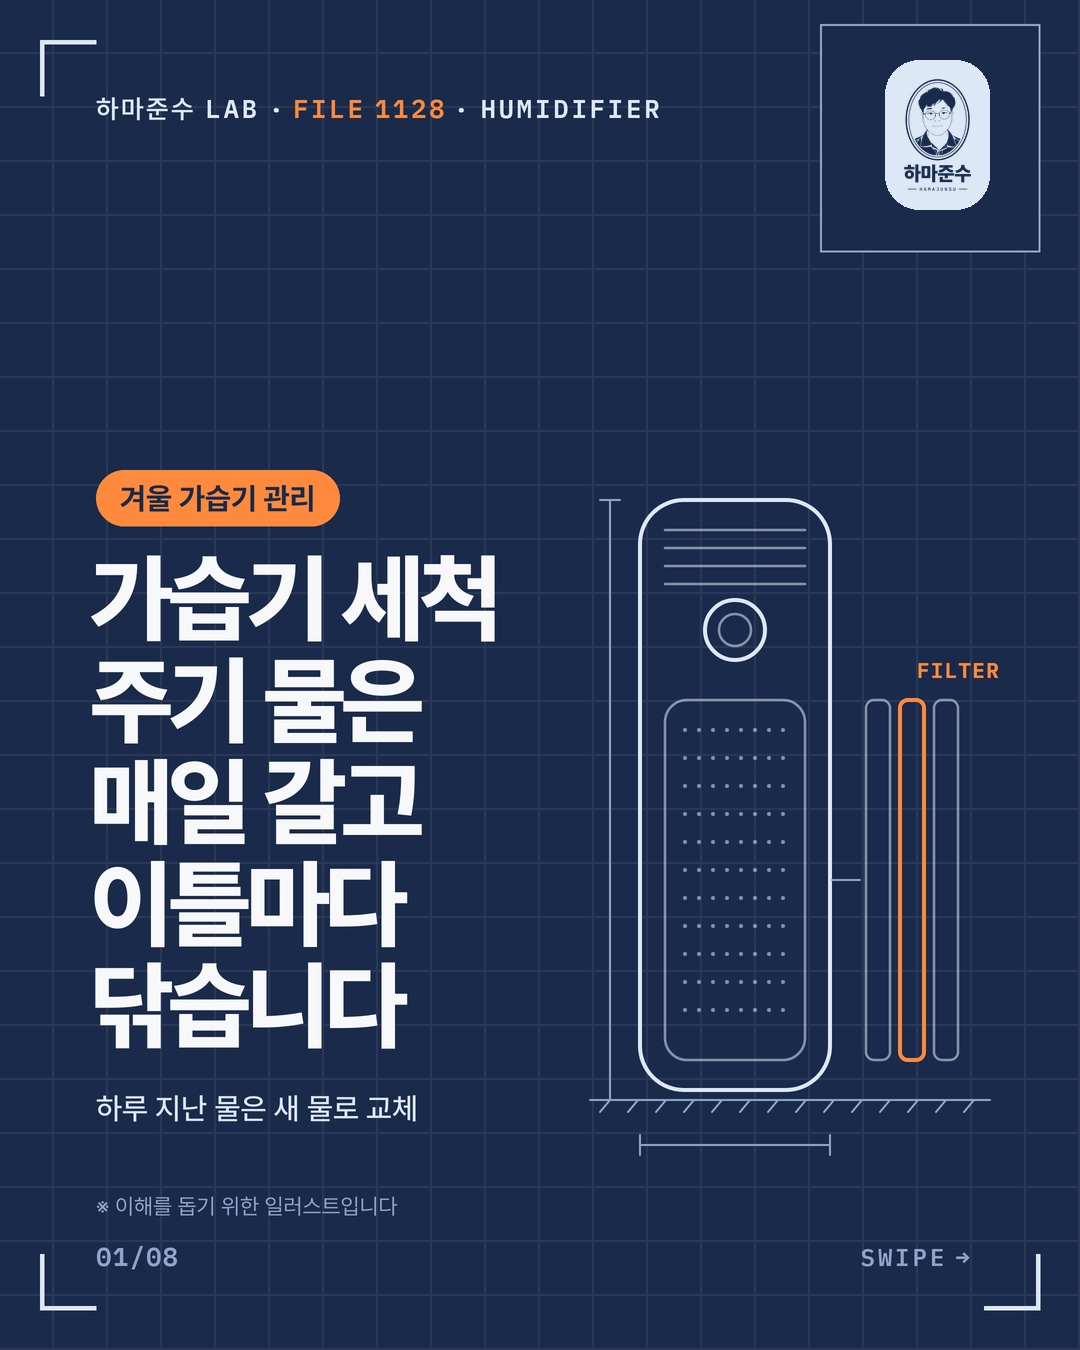 하마준수 LAB · FILE 1128 · HUMIDIFIER
하마준수
HAMAJUNSU
겨울 가습기 관리
가습기 세척
주기 물은
매일 갈고
이틀마다
닦습니다
FILTER
하루 지난 물은 새 물로 교체
※ 이해를 돕기 위한 일러스트입니다
01/08
SWIPE →